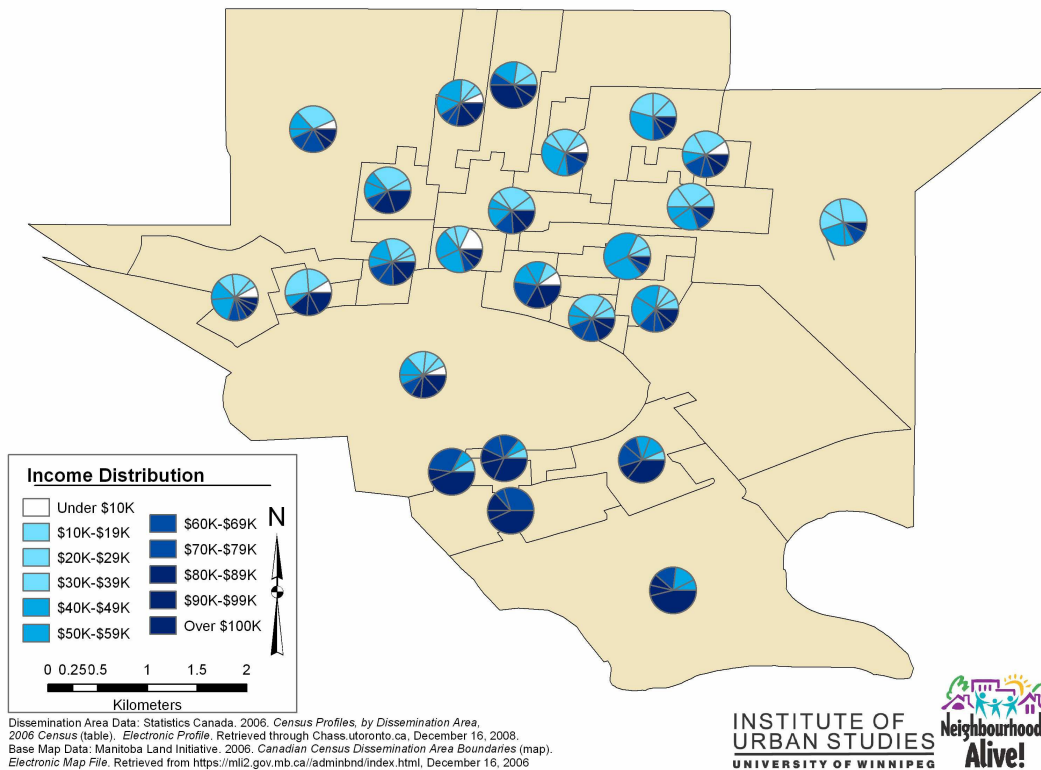 Income Distribution
Under $10K
$10K-$19K
$20K-$29K
$30K-$39K
$40K-$49K
$50K-$59K
$60K-$69K
$70K-$79K
$80K-$89K
$90K-$99K
Over $100K
N
0 0.250.5 1 1.5 2
Kilometers
Dissemination Area Data: Statistics Canada. 2006. Census Profiles, by Dissemination Area,
2006 Census (table). Electronic Profile. Retrieved through Chass.utoronto.ca, December 16, 2008.
Base Map Data: Manitoba Land Initiative. 2006. Canadian Census Dissemination Area Boundaries (map).
Electronic Map File. Retrieved from https://mli2.gov.mb.ca//adminbnd/index.html, December 16, 2006
INSTITUTE OF
URBAN STUDIES
UNIVERSITY OF WINNIPEG
Neighbourhoods
Alive!